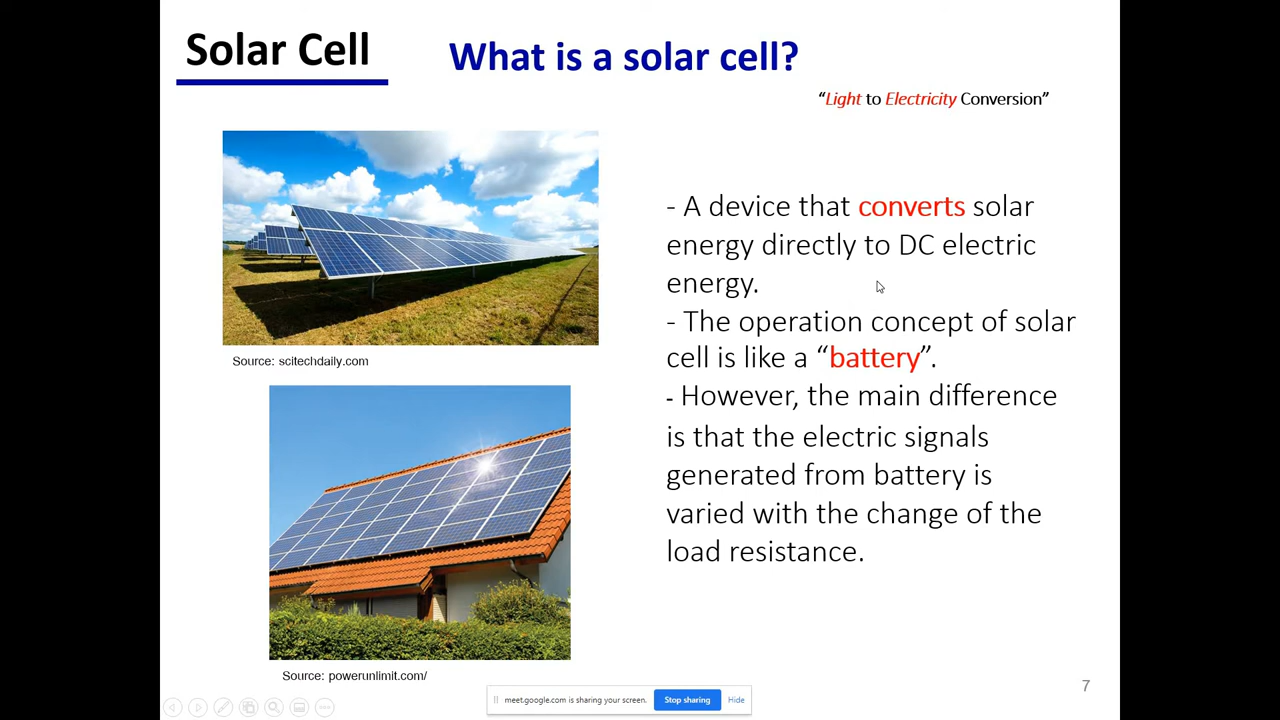 Solar Cell
What is a solar cell?
“Light to Electricity Conversion”
- A device that converts solar
energy directly to DC electric
energy.
- The operation concept of solar
cell is like a “battery”.
- However, the main difference
is that the electric signals
generated from battery is
varied with the change of the
load resistance.
Source: scitechdaily.com
Source: powerunlimit.com/
7
meet.google.com is sharing your screen.
Stop sharing
Hide